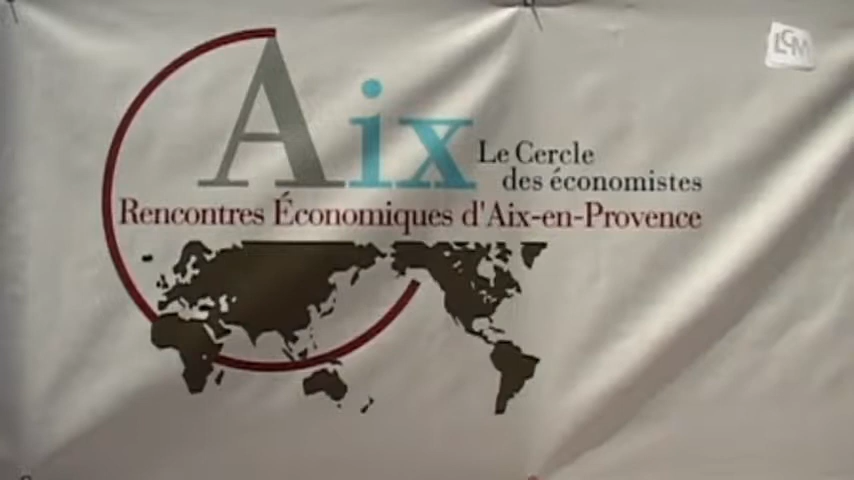 LCM
Aix
Le Cercle
des économistes
Rencontres Économiques d'Aix-en-Provence